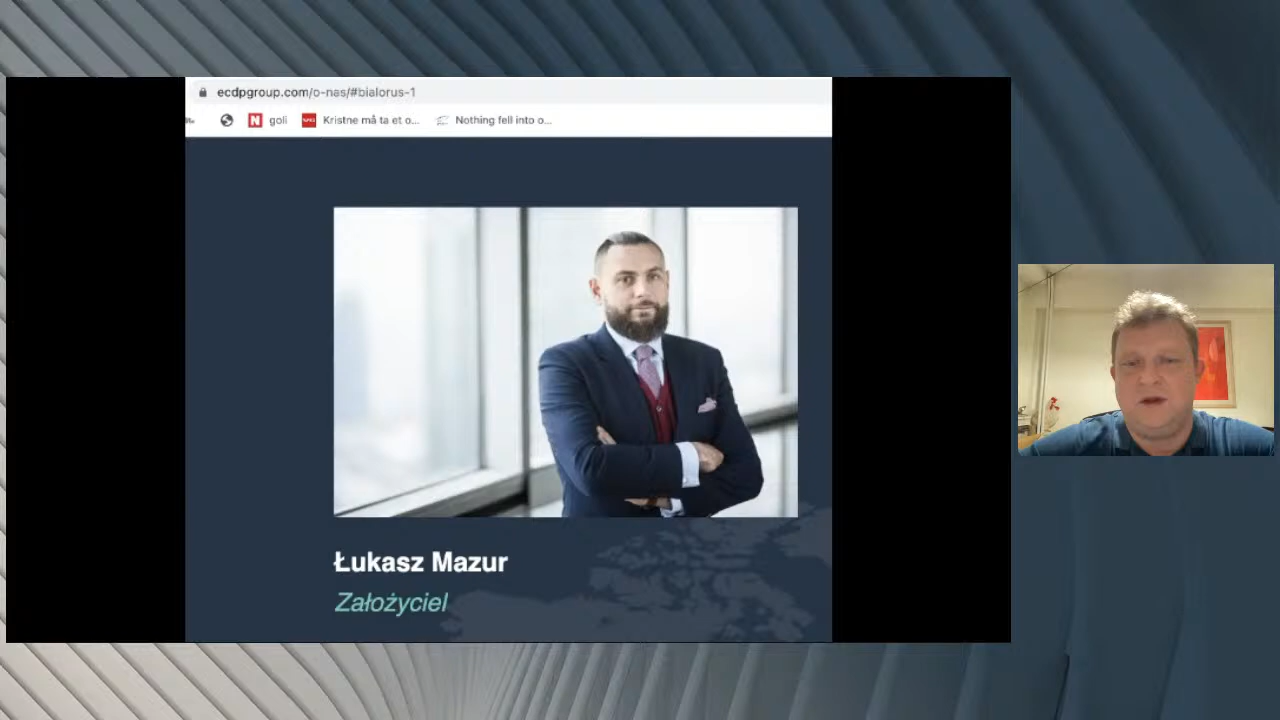 ecdpgroup.com/o-nas/#bialorus-1
N goli Kristne må ta et o... Nothing fell into o...
Łukasz Mazur
Założyciel